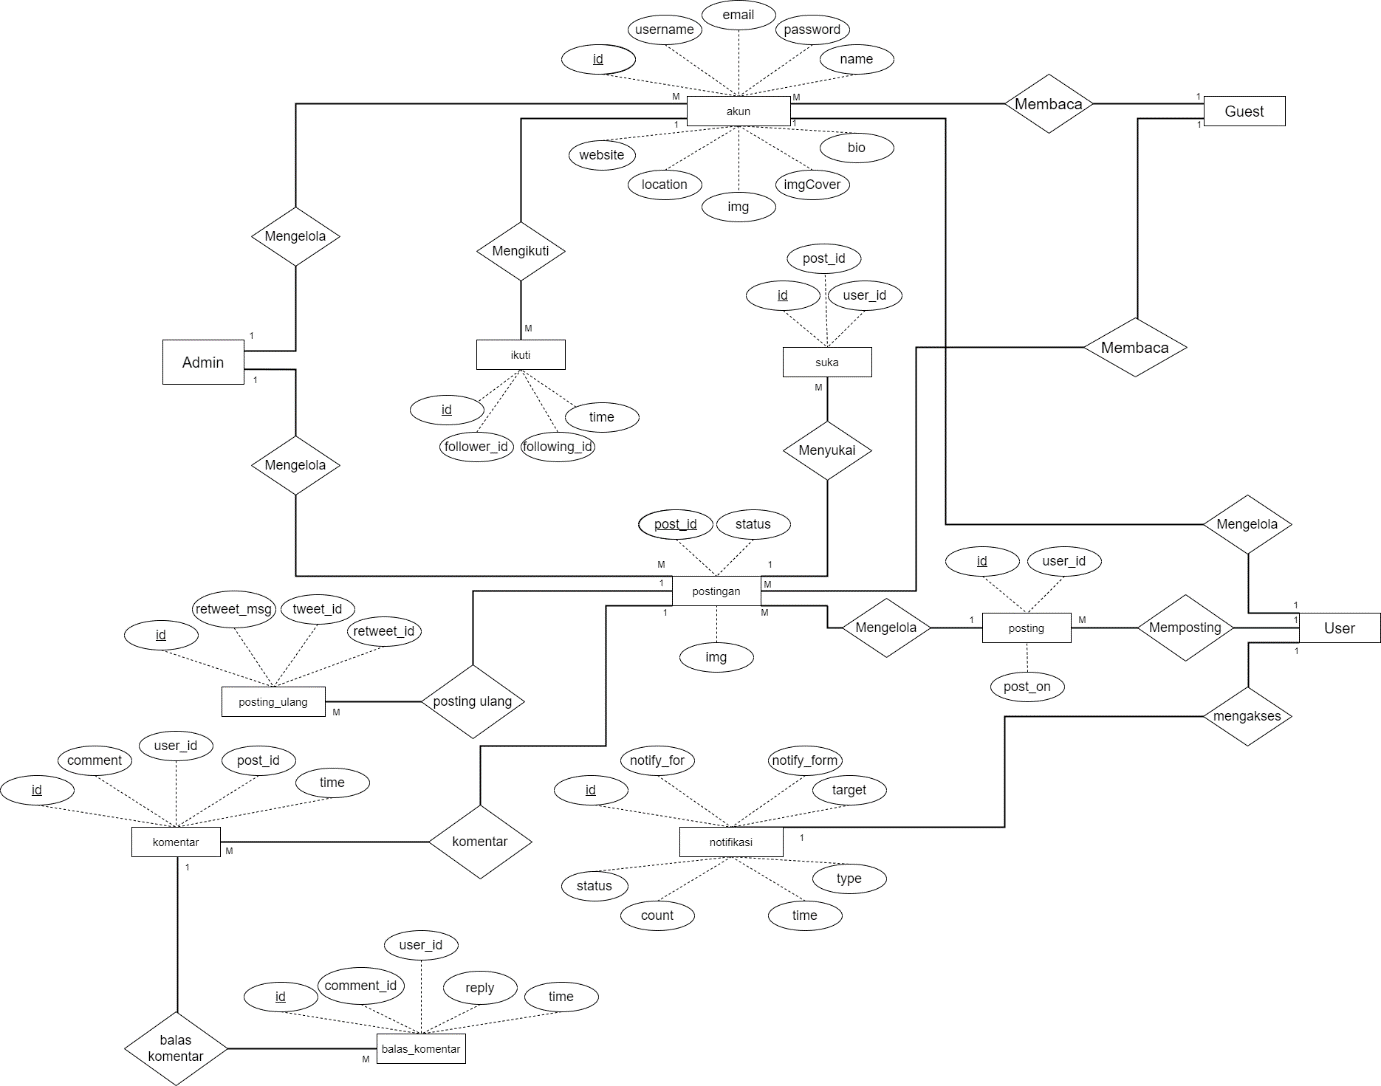 email
username
password
id
name
M
akun
M
1
1
1
Membaca
1
Guest
1
website
bio
location
imgCover
img
Mengelola
Mengikuti
post_id
id
user_id
1
M
Admin
ikuti
suka
Membaca
1
M
id
time
follower_id
following_id
Menyukai
Mengelola
post_id
status
Mengelola
M
1
id
user_id
1
postingan
M
1
M
img
Mengelola
1
posting
M
Memposting
1
1
User
1
post_on
retweet_msg
tweet_id
id
retweet_id
posting_ulang
M
posting ulang
mengakses
user_id
comment
post_id
id
time
notify_for
notify_form
id
target
komentar
M
komentar
notifikasi
1
1
status
type
count
time
user_id
comment_id
reply
id
time
balas
komentar
balas_komentar
M